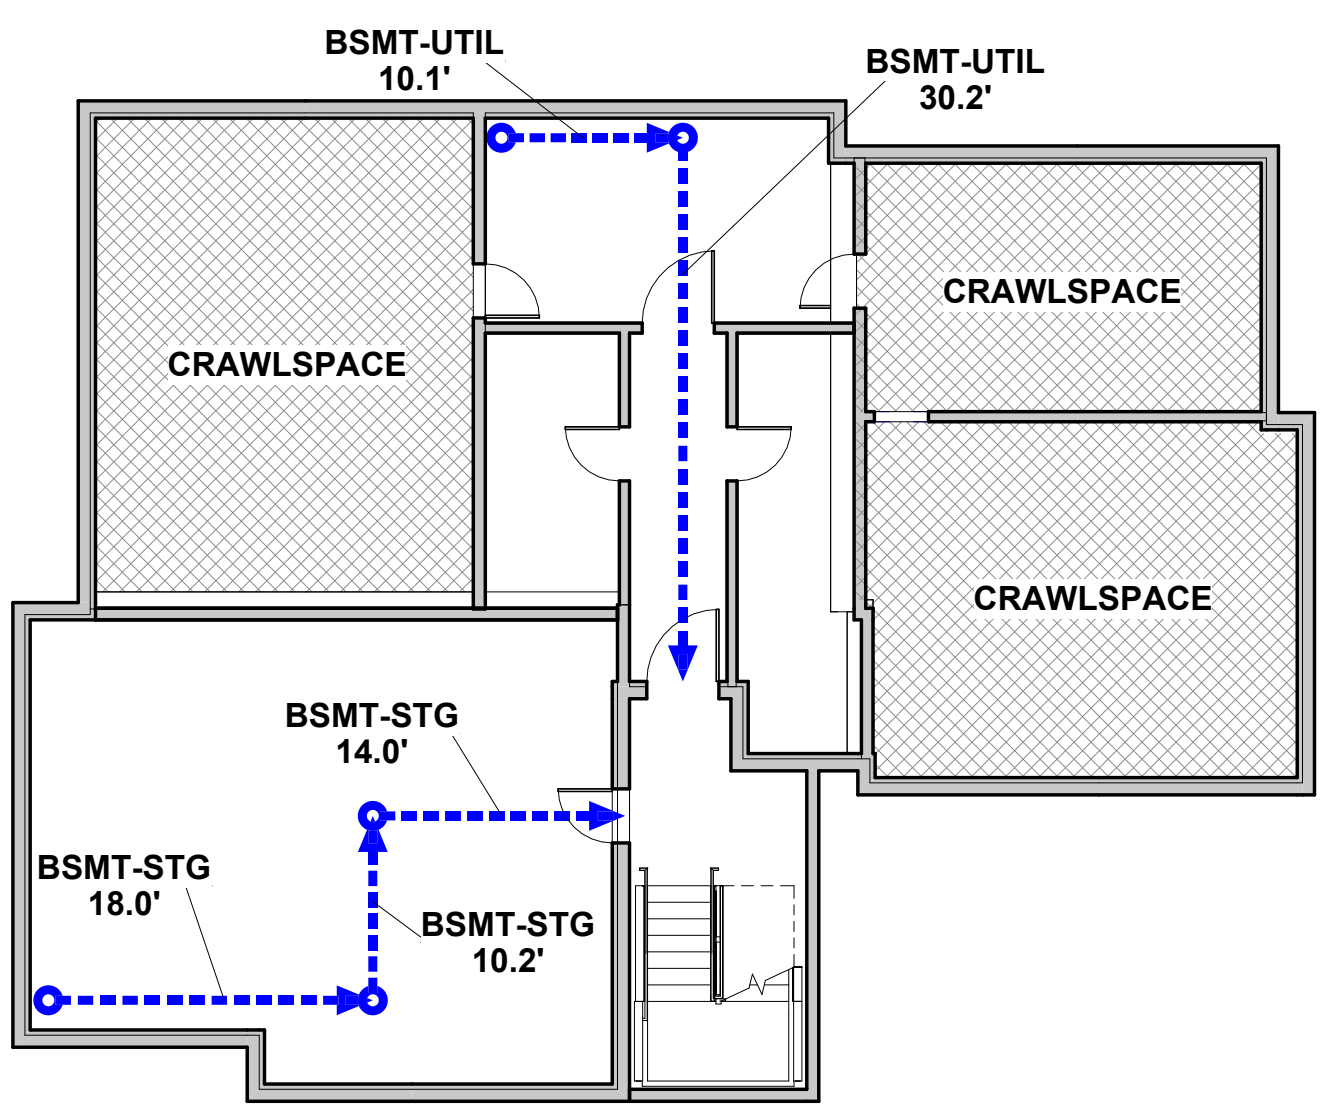 BSMT-UTIL
10.1'
BSMT-UTIL
30.2'
CRAWLSPACE
CRAWLSPACE
CRAWLSPACE
BSMT-STG
14.0'
BSMT-STG
18.0'
BSMT-STG
10.2'